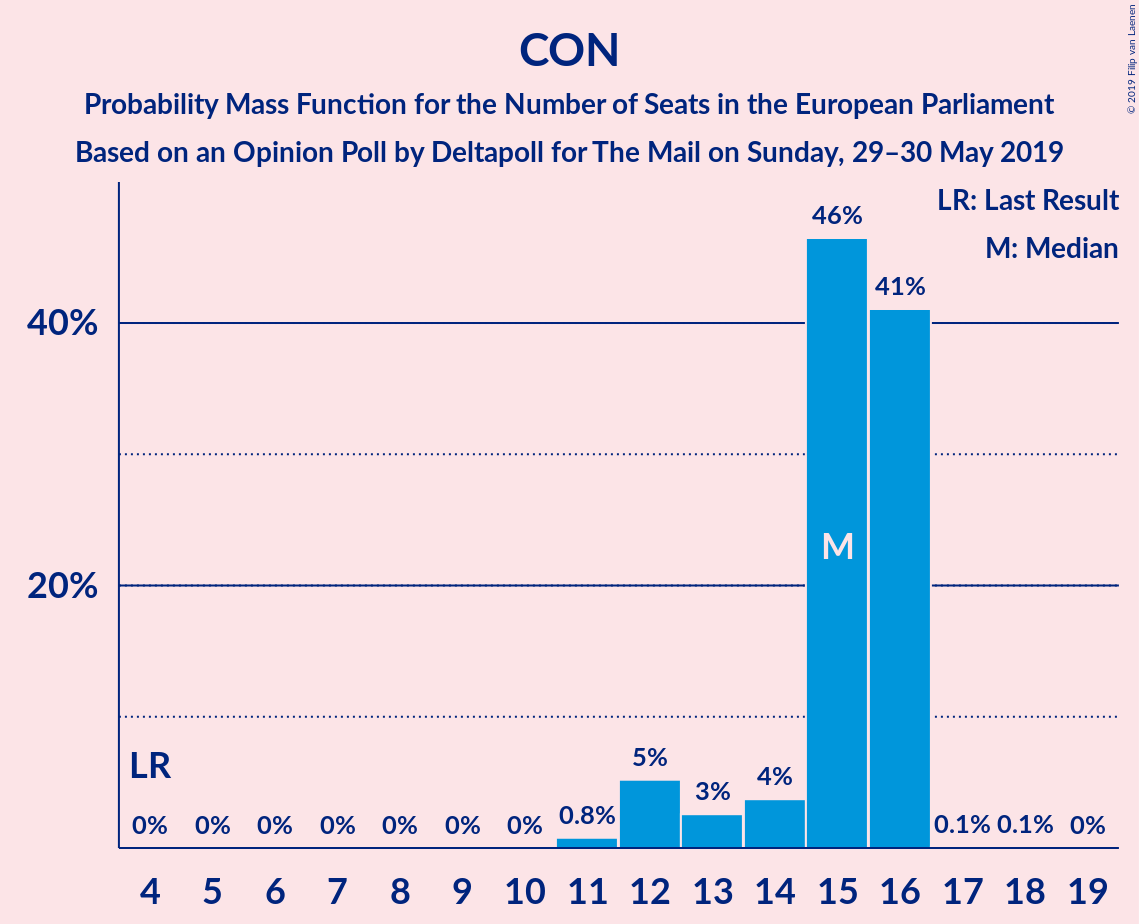 © 2019 Filip van Laenen
CON
Probability Mass Function for the Number of Seats in the European Parliament
Based on an Opinion Poll by Deltapoll for The Mail on Sunday, 29–30 May 2019
LR: Last Result
M: Median
46%
41%
40%
M
20%
LR
5%
3%
4%
0% 0% 0% 0% 0% 0% 0% 0.8% 0.1% 0.1% 0%
4 5 6 7 8 9 10 11 12 13 14 15 16 17 18 19